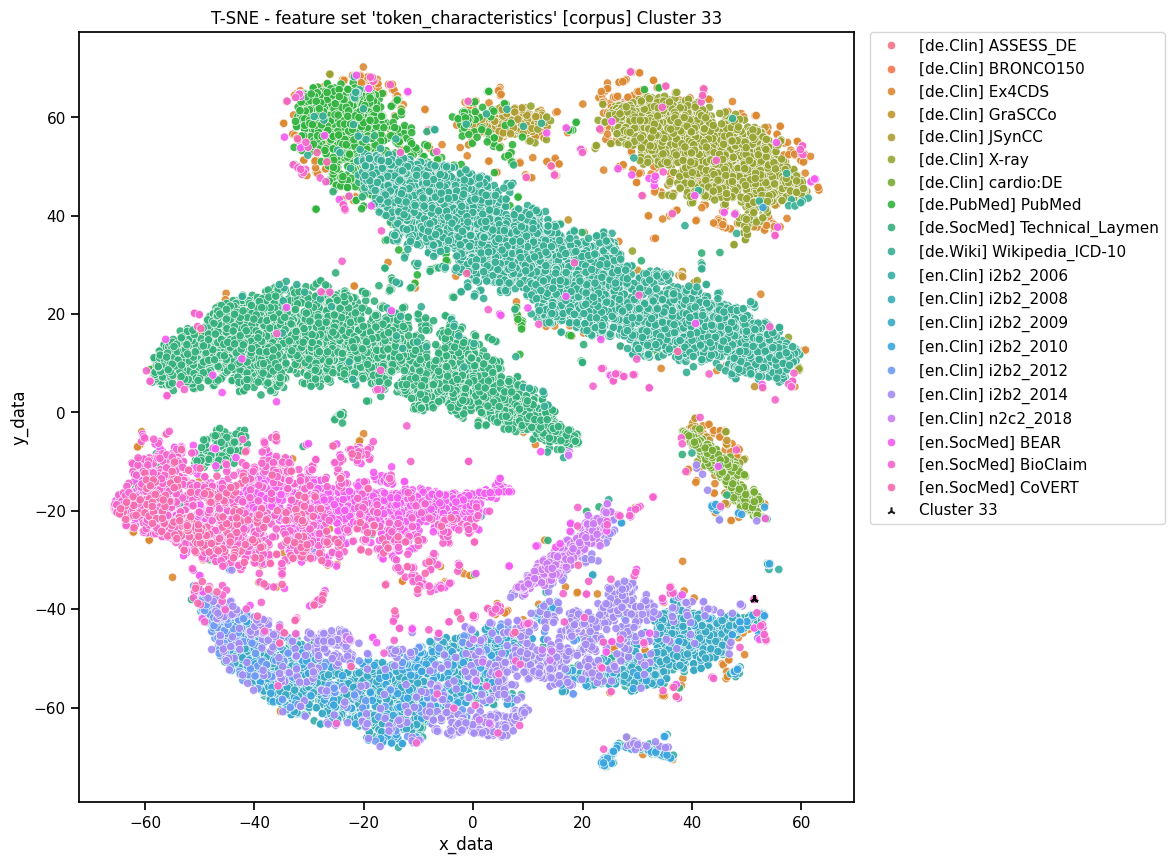 T-SNE - feature set 'token_characteristics' [corpus] Cluster 33
[de.Clin] ASSESS_DE
[de.Clin] BRONCO150
[de.Clin] Ex4CDS
[de.Clin] GraSCCo
[de.Clin] JSynCC
[de.Clin] X-ray
[de.Clin] cardio:DE
[de.PubMed] PubMed
[de.SocMed] Technical_Laymen
[de.Wiki] Wikipedia_ICD-10
[en.Clin] i2b2_2006
[en.Clin] i2b2_2008
[en.Clin] i2b2_2009
[en.Clin] i2b2_2010
[en.Clin] i2b2_2012
[en.Clin] i2b2_2014
[en.Clin] n2c2_2018
[en.SocMed] BEAR
[en.SocMed] BioClaim
[en.SocMed] CoVERT
Cluster 33
y_data
60
40
20
0
−20
−40
−60
−60 −40 −20 0 20 40 60
x_data